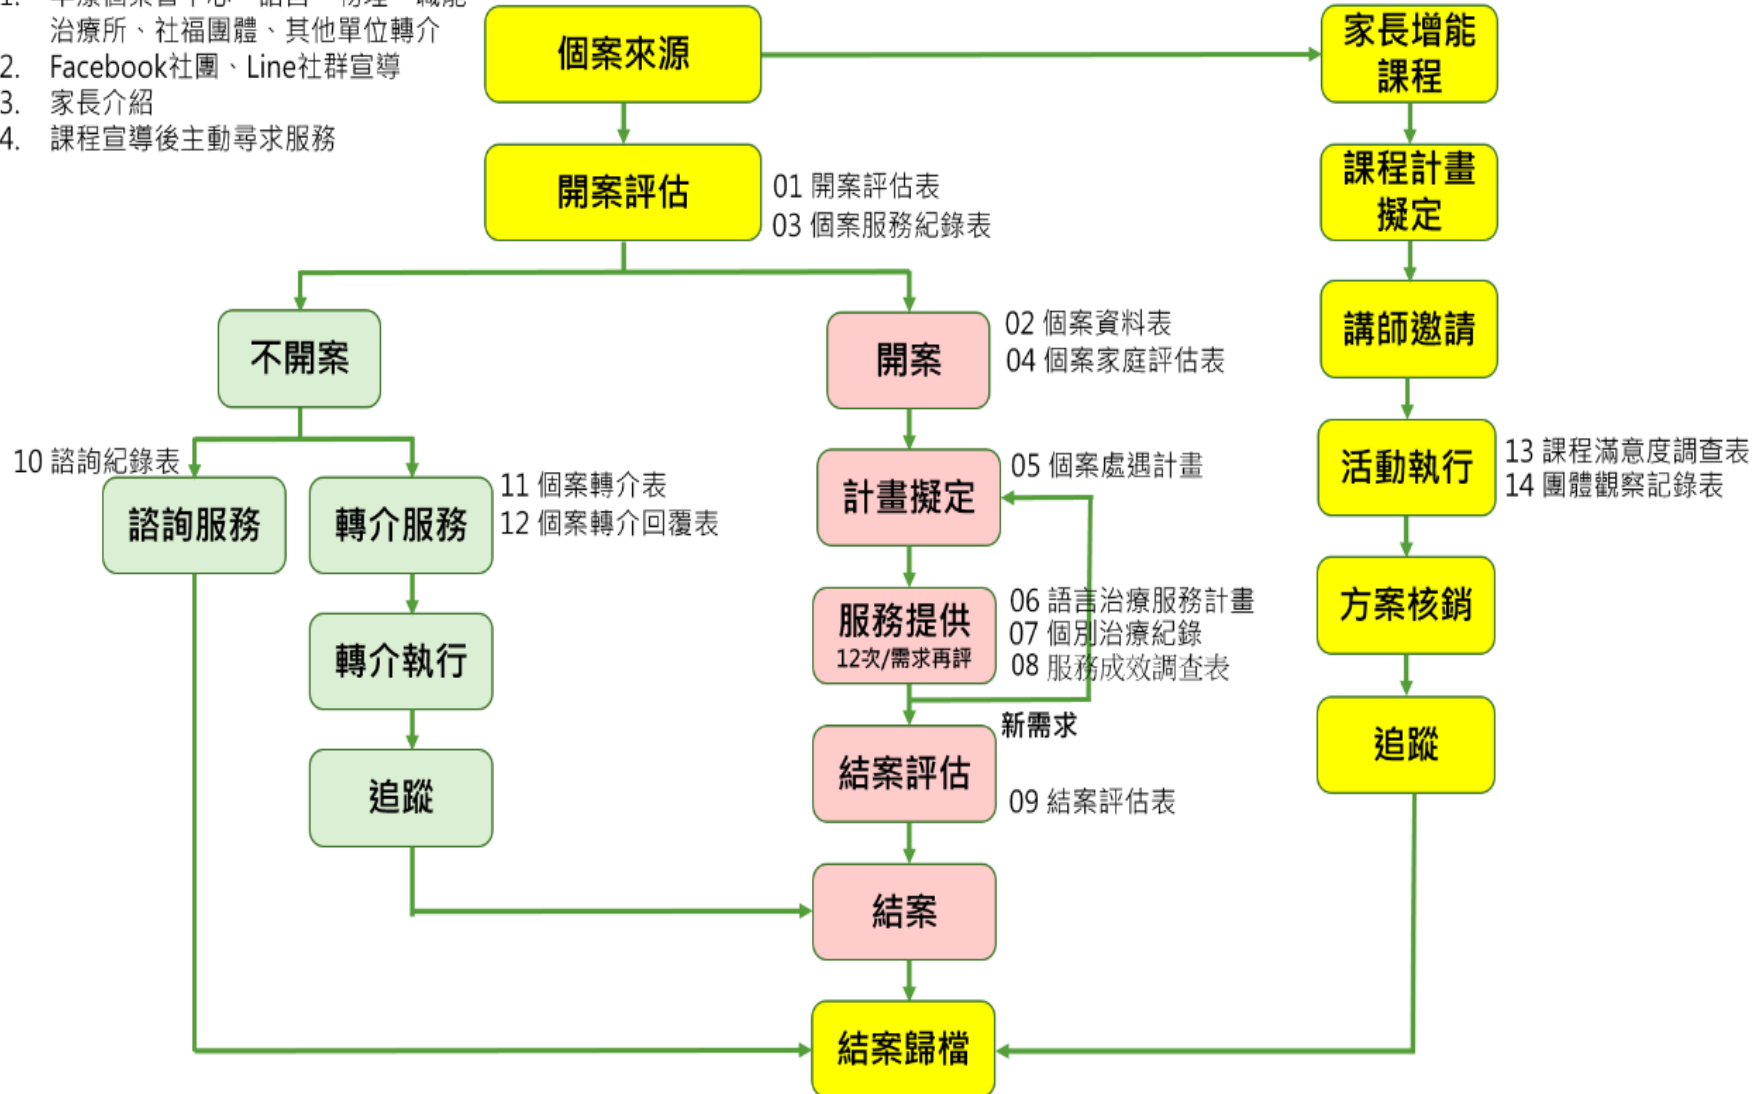 1.
治療所、社福團體、其他單位轉介
2. Facebook社團、Line社群宣導
3. 家長介紹
4. 課程宣導後主動尋求服務
個案來源
家長增能
課程
開案評估
01 開案評估表
03 個案服務紀錄表
課程計畫
擬定
不開案
開案
02 個案資料表
04 個案家庭評估表
講師邀請
10 諮詢紀錄表
諮詢服務
轉介服務
11 個案轉介表
12 個案轉介回覆表
計畫擬定
05 個案處遇計畫
活動執行
13 課程滿意度調查表
14 團體觀察記錄表
轉介執行
服務提供
12次/需求再評
06 語言治療服務計畫
07 個別治療紀錄
08 服務成效調查表
方案核銷
新需求
追蹤
結案評估
09 結案評估表
追蹤
結案
結案歸檔